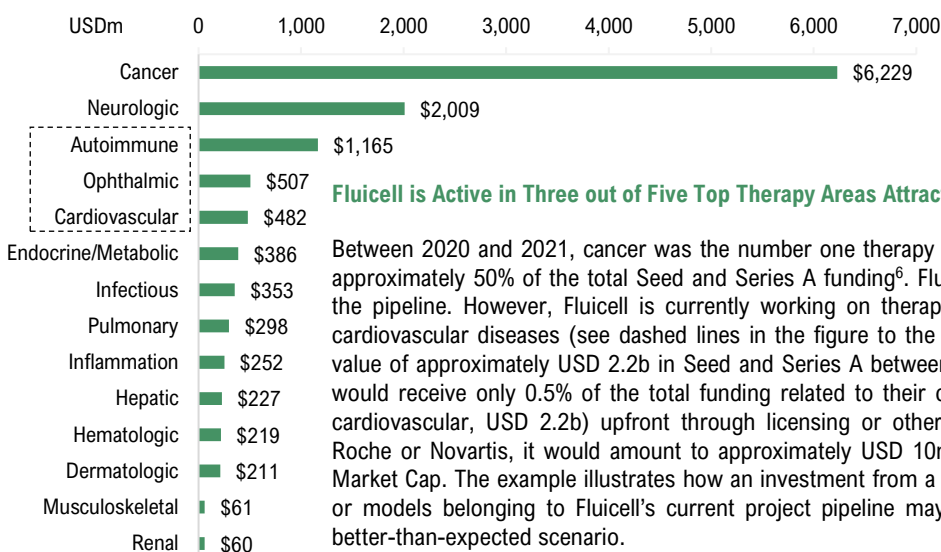 USDm 0 1,000 2,000 3,000 4,000 5,000 6,000 7,000
Cancer $6,229
Neurologic $2,009
Autoimmune $1,165
Ophthalmic $507
Cardiovascular $482
Endocrine/Metabolic $386
Infectious $353
Pulmonary $298
Inflammation $252
Hepatic $227
Hematologic $219
Dermatologic $211
Musculoskeletal $61
Renal $60
Fluicell is Active in Three out of Five Top Therapy Areas Attrac
Between 2020 and 2021, cancer was the number one therapy
approximately 50% of the total Seed and Series A funding⁶. Flu
the pipeline. However, Fluicell is currently working on therap
cardiovascular diseases (see dashed lines in the figure to the
value of approximately USD 2.2b in Seed and Series A between
would receive only 0.5% of the total funding related to their
cardiovascular, USD 2.2b) upfront through licensing or other
Roche or Novartis, it would amount to approximately USD 10
Market Cap. The example illustrates how an investment from a
or models belonging to Fluicell's current project pipeline may
better-than-expected scenario.